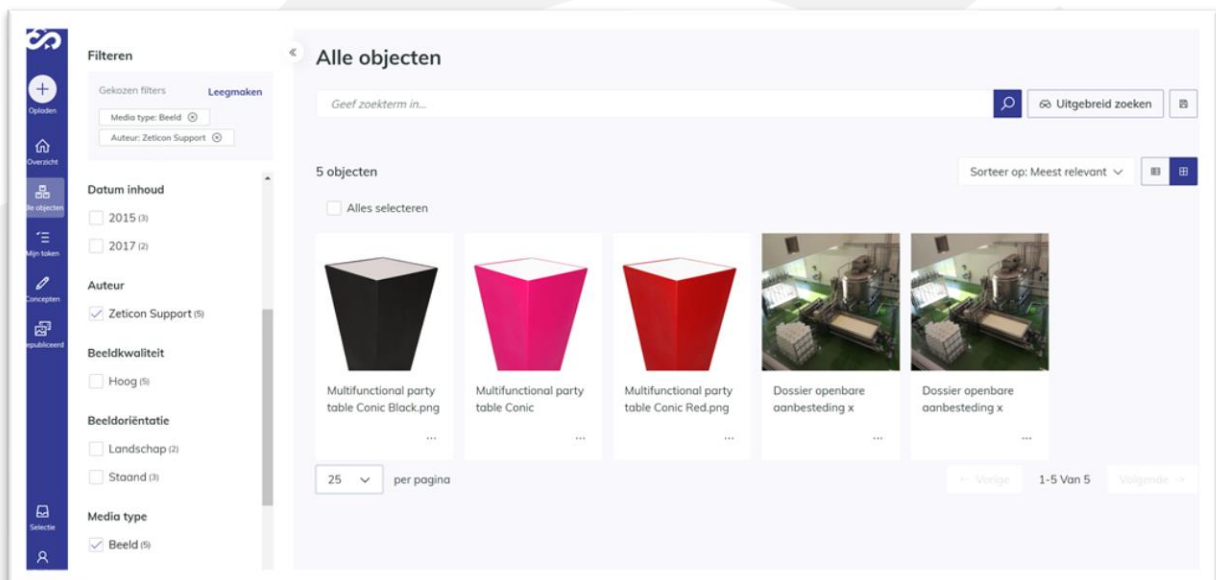 Oploden
Overzicht
lle objecten
Mijn taken
Concepten
epubliceerd
Selectie
Filteren
Gekozen filters Leegmaken
Media type: Beeld
Auteur: Zeticon Support
Datum inhoud
2015 (3)
2017 (2)
Auteur
Zeticon Support (5)
Beeldkwaliteit
Hoog (5)
Beeldoriëntatie
Landschap (2)
Staand (3)
Media type
Beeld (5)
Alle objecten
Geef zoekterm in...
Uitgebreid zoeken
5 objecten
Sorteer op: Meest relevant
Alles selecteren
Multifunctional party
table Conic Black.png
...
Multifunctional party
table Conic
...
Multifunctional party
table Conic Red.png
...
Dossier openbare
aanbesteding x
...
Dossier openbare
aanbesteding x
...
25 per pagina
← Vorige 1-5 Van 5 Volgende →